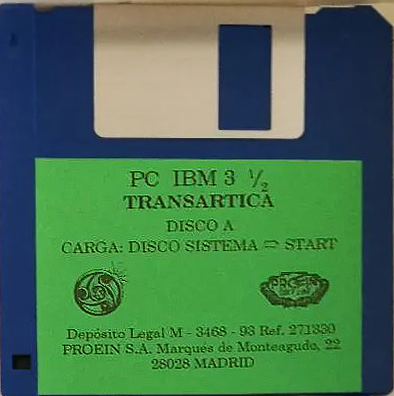 PC IBM 3 ½
TRANSARTICA
DISCO A
CARGA: DISCO SISTEMA ⇨ START
PROEIN
Depósito Legal M - 3468 - 93 Ref. 271330
PROEIN S.A. Marqués de Monteagudo, 22
28028 MADRID